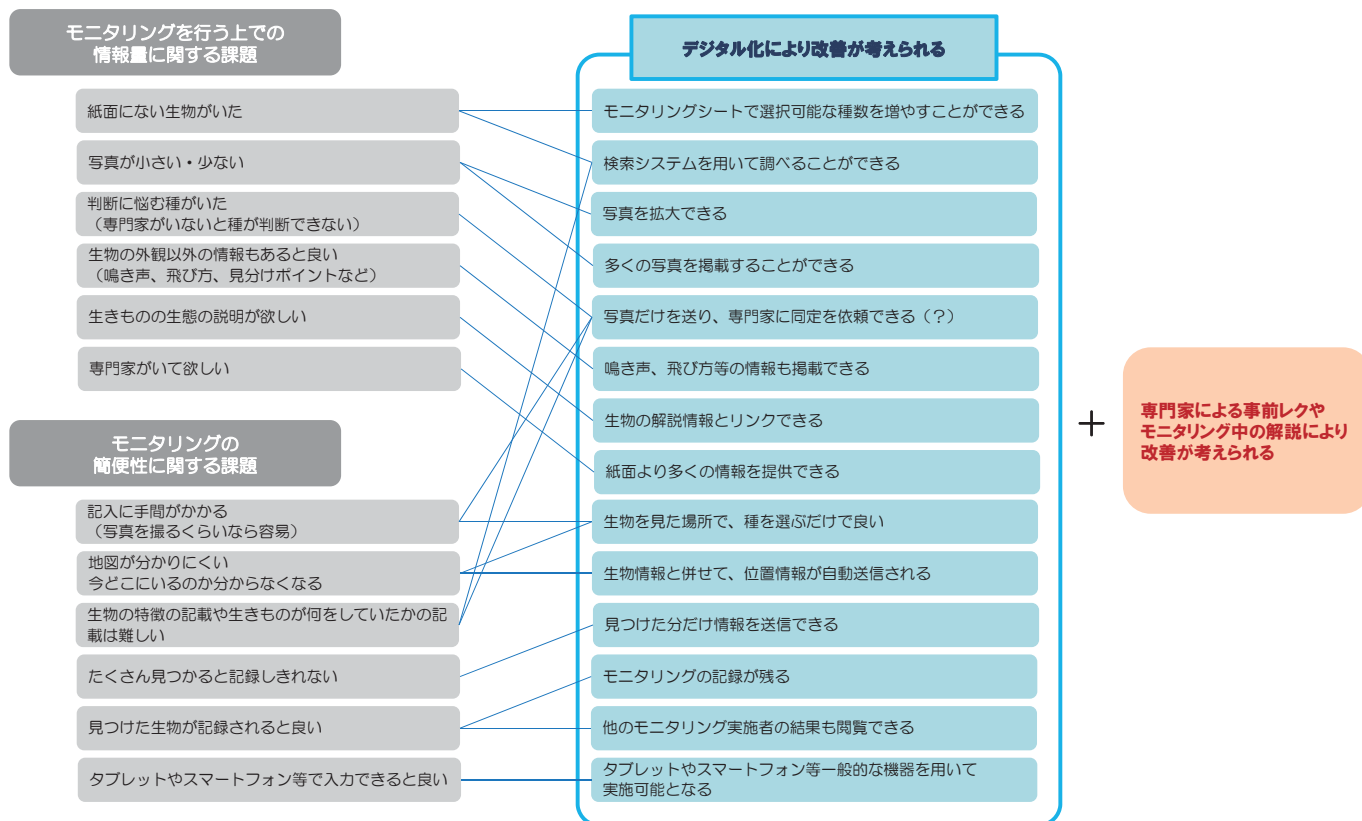 モニタリングを行う上での
情報量に関する課題
紙面にない生物がいた
写真が小さい・少ない
判断に悩む種がいた
（専門家がいないと種が判断できない）
生物の外観以外の情報もあると良い
（鳴き声、飛び方、見分けポイントなど）
生きものの生態の説明が欲しい
専門家がいて欲しい
モニタリングの
簡便性に関する課題
記入に手間がかかる
（写真を撮るくらいなら容易）
地図が分かりにくい
今どこにいるのか分からなくなる
生物の特徴の記載や生きものが何をしていたかの記
載は難しい
たくさん見つかると記録しきれない
見つけた生物が記録されると良い
タブレットやスマートフォン等で入力できると良い
デジタル化により改善が考えられる
モニタリングシートで選択可能な種数を増やすことができる
検索システムを用いて調べることができる
写真を拡大できる
多くの写真を掲載することができる
写真だけを送り、専門家に同定を依頼できる（？）
鳴き声、飛び方等の情報も掲載できる
生物の解説情報とリンクできる
紙面より多くの情報を提供できる
生物を見た場所で、種を選ぶだけで良い
生物情報と併せて、位置情報が自動送信される
見つけた分だけ情報を送信できる
モニタリングの記録が残る
他のモニタリング実施者の結果も閲覧できる
タブレットやスマートフォン等一般的な機器を用いて
実施可能となる
＋
専門家による事前レクや
モニタリング中の解説により
改善が考えられる